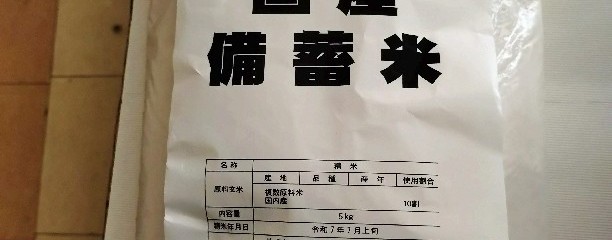 国産
備蓄米
名称 精米
産地 品種 産年 使用割合
原料玄米 複数原料米
国内産 10割
内容量 5kg
精米年月日 令和7年7月上旬